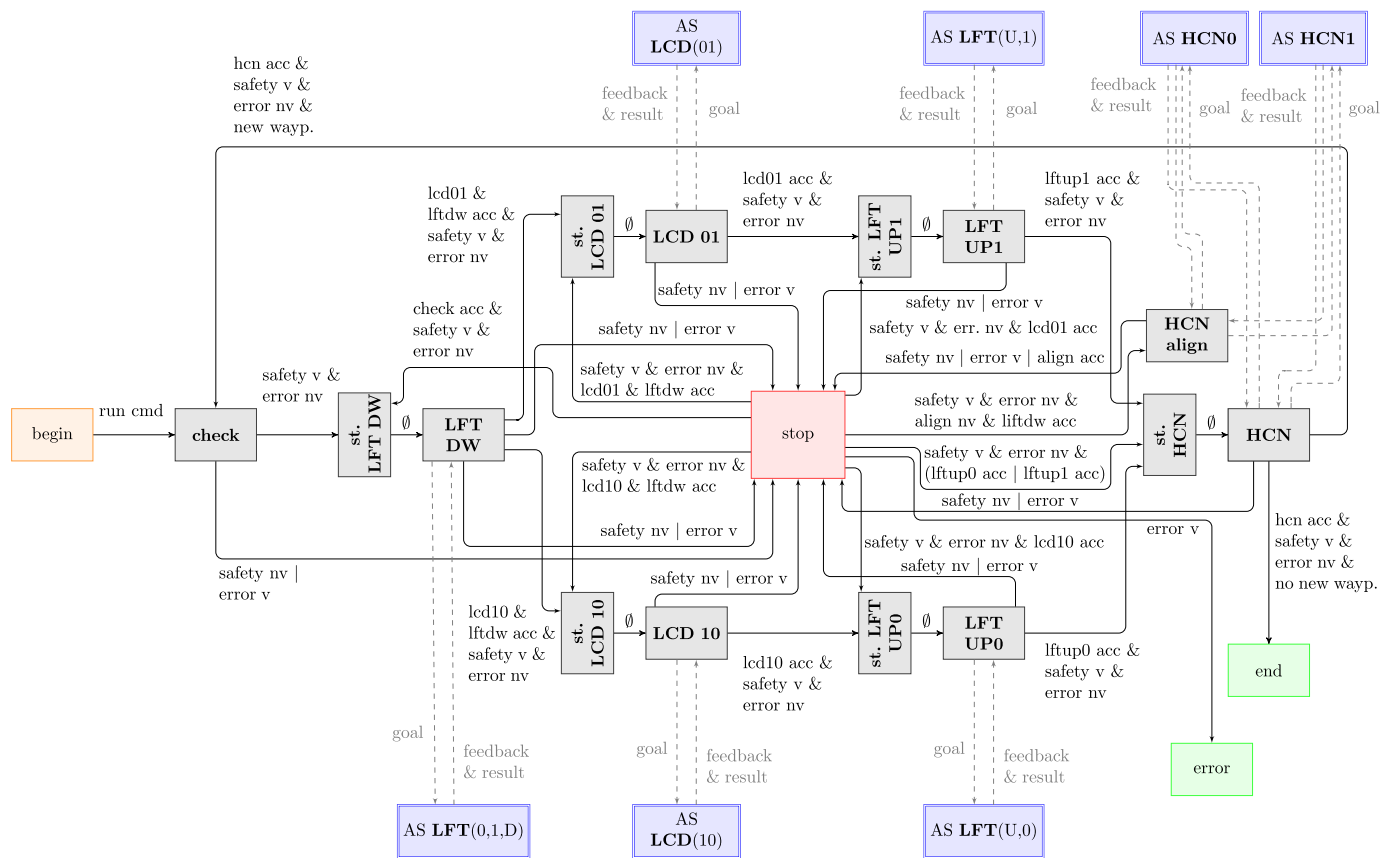 AS
LCD(01)
AS LFT(U,1)
AS HCN0
AS HCN1
hcn acc &
safety v &
error nv &
new wayp.
feedback
& result
goal
feedback
& result
goal
feedback
& result
goal
feedback
& result
goal
lcd01 &
lftdw acc &
safety v &
error nv
st.
LCD 01
∅
LCD 01
lcd01 acc &
safety v &
error nv
st. LFT
UP1
∅
LFT
UP1
lftup1 acc &
safety v &
error nv
safety nv | error v
safety nv | error v
check acc &
safety v &
error nv
safety nv | error v
safety v & err. nv & lcd01 acc
HCN
align
safety nv | error v | align acc
safety v & error nv &
lcd01 & lftdw acc
safety v &
error nv
begin
run cmd
check
st.
LFT DW
∅
LFT
DW
stop
safety v & error nv &
align nv & liftdw acc
st.
HCN
∅
HCN
safety v & error nv &
lcd10 & lftdw acc
safety v & error nv &
(lftup0 acc | lftup1 acc)
safety nv | error v
safety nv | error v
error v
hcn acc &
safety v &
error nv &
no new wayp.
safety v & error nv & lcd10 acc
safety nv | error v
safety nv |
error v
safety nv | error v
lcd10 &
lftdw acc &
safety v &
error nv
st.
LCD 10
∅
LCD 10
lcd10 acc &
safety v &
error nv
st. LFT
UP0
∅
LFT
UP0
lftup0 acc &
safety v &
error nv
end
goal
feedback
& result
goal
feedback
& result
goal
feedback
& result
error
AS LFT(0,1,D)
AS
LCD(10)
AS LFT(U,0)